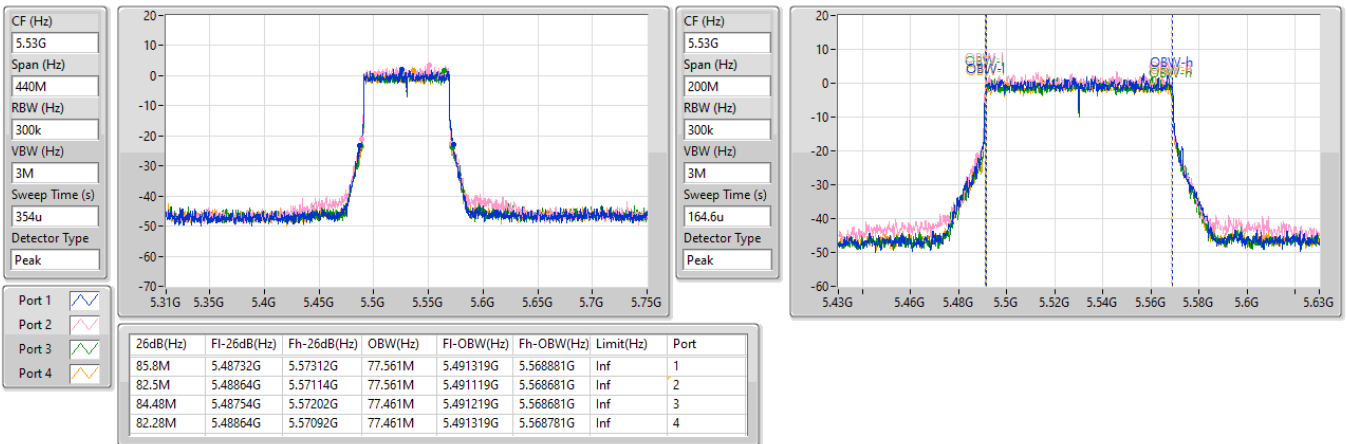 CF (Hz)
5.53G
Span (Hz)
440M
RBW (Hz)
300k
VBW (Hz)
3M
Sweep Time (s)
354u
Detector Type
Peak
20
10
0
-10
-20
-30
-40
-50
-60
-70
5.31G 5.35G 5.4G 5.45G 5.5G 5.55G 5.6G 5.65G 5.7G 5.75G
CF (Hz)
5.53G
Span (Hz)
200M
RBW (Hz)
300k
VBW (Hz)
3M
Sweep Time (s)
164.6u
Detector Type
Peak
20
10
0
-10
-20
-30
-40
-50
-60
OBW-l OBW-h
OBW-l OBW-h
5.43G 5.46G 5.48G 5.5G 5.52G 5.54G 5.56G 5.58G 5.6G 5.63G
Port 1
Port 2
Port 3
Port 4
26dB(Hz) Fl-26dB(Hz) Fh-26dB(Hz) OBW(Hz) Fl-OBW(Hz) Fh-OBW(Hz) Limit(Hz) Port
85.8M 5.48732G 5.57312G 77.561M 5.491319G 5.568881G Inf 1
82.5M 5.48864G 5.57114G 77.561M 5.491119G 5.568681G Inf 2
84.48M 5.48754G 5.57202G 77.461M 5.491219G 5.568681G Inf 3
82.28M 5.48864G 5.57092G 77.461M 5.491319G 5.568781G Inf 4